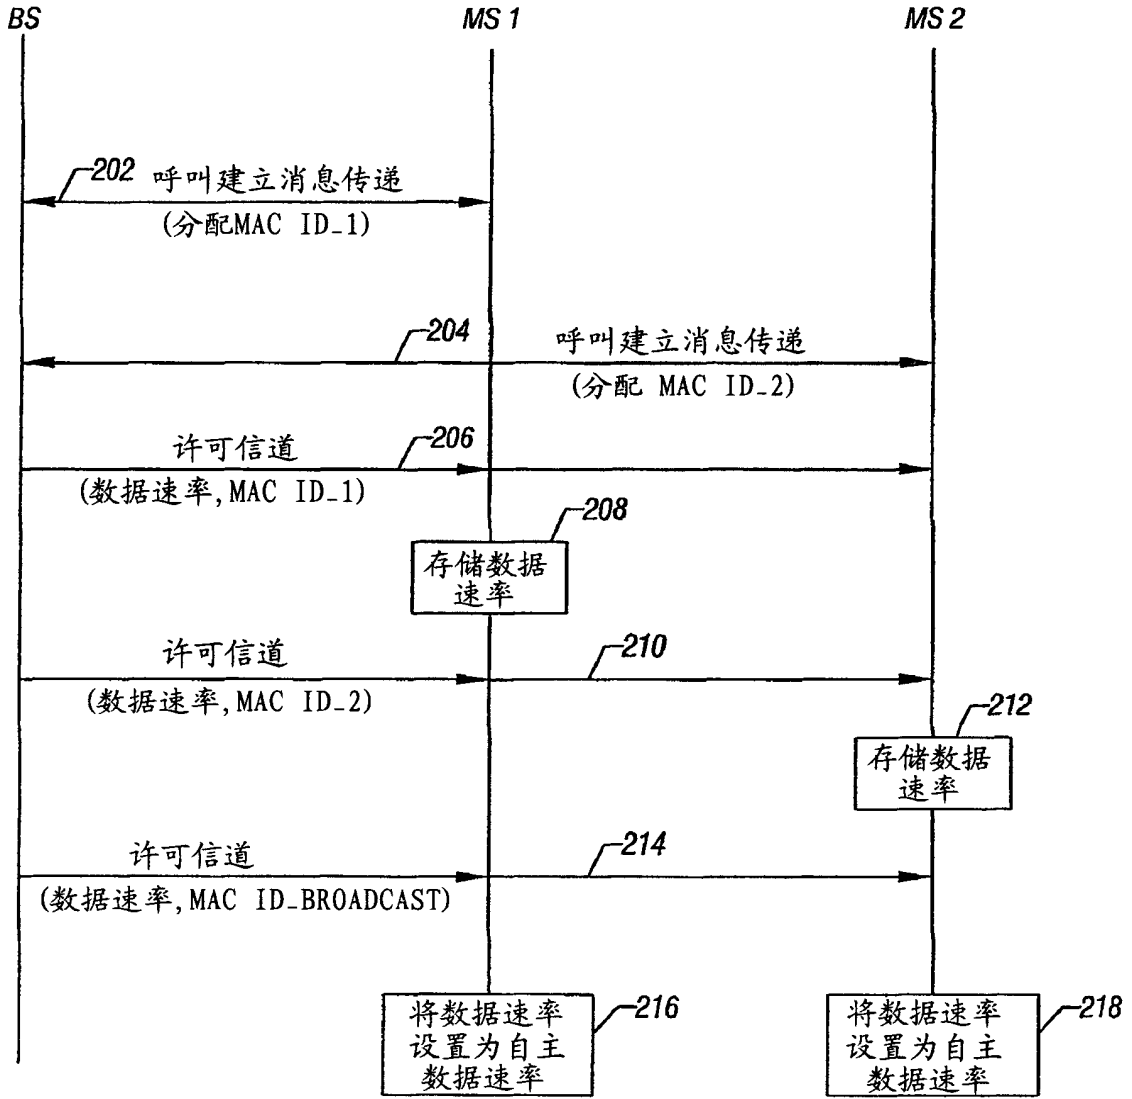 BS
MS 1
MS 2
202
呼叫建立消息传递
(分配MAC ID_1)
204
呼叫建立消息传递
(分配 MAC ID_2)
许可信道
206
(数据速率,MAC ID_1)
208
存储数据
速率
许可信道
210
(数据速率,MAC ID_2)
212
存储数据
速率
许可信道
214
(数据速率,MAC ID_BROADCAST)
将数据速率
设置为自主
数据速率
216
将数据速率
设置为自主
数据速率
218